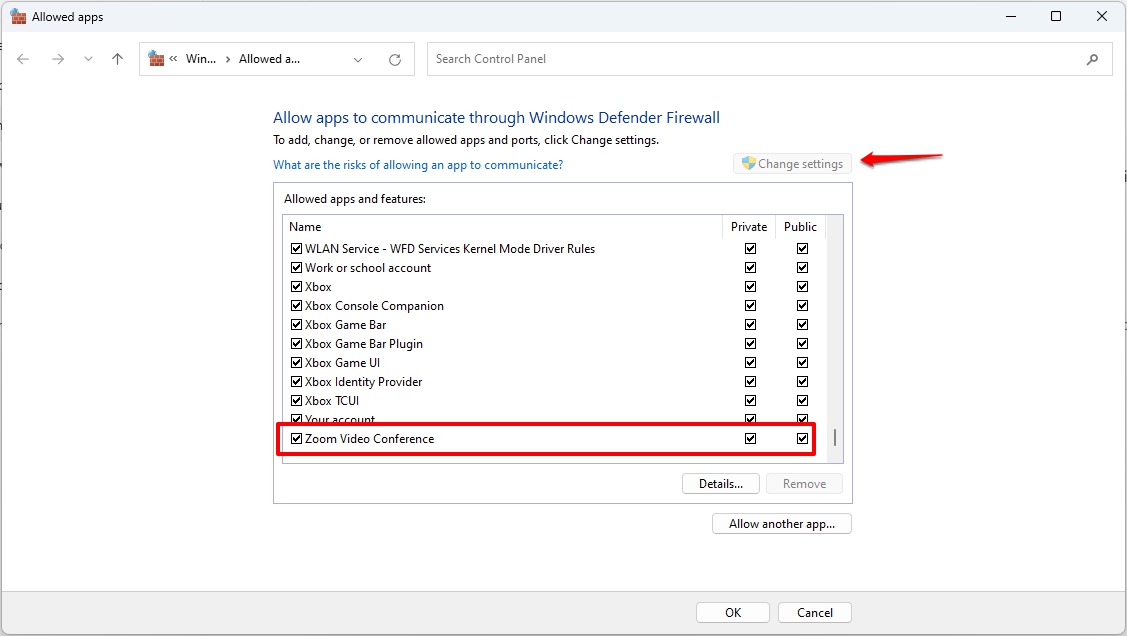 Allowed apps
« Win... › Allowed a...
Search Control Panel
Allow apps to communicate through Windows Defender Firewall
To add, change, or remove allowed apps and ports, click Change settings.
What are the risks of allowing an app to communicate?
Change settings
Allowed apps and features:
Name Private Public
WLAN Service - WFD Services Kernel Mode Driver Rules
Work or school account
Xbox
Xbox Console Companion
Xbox Game Bar
Xbox Game Bar Plugin
Xbox Game UI
Xbox Identity Provider
Xbox TCUI
Your account
Zoom Video Conference
Details... Remove
Allow another app...
OK Cancel